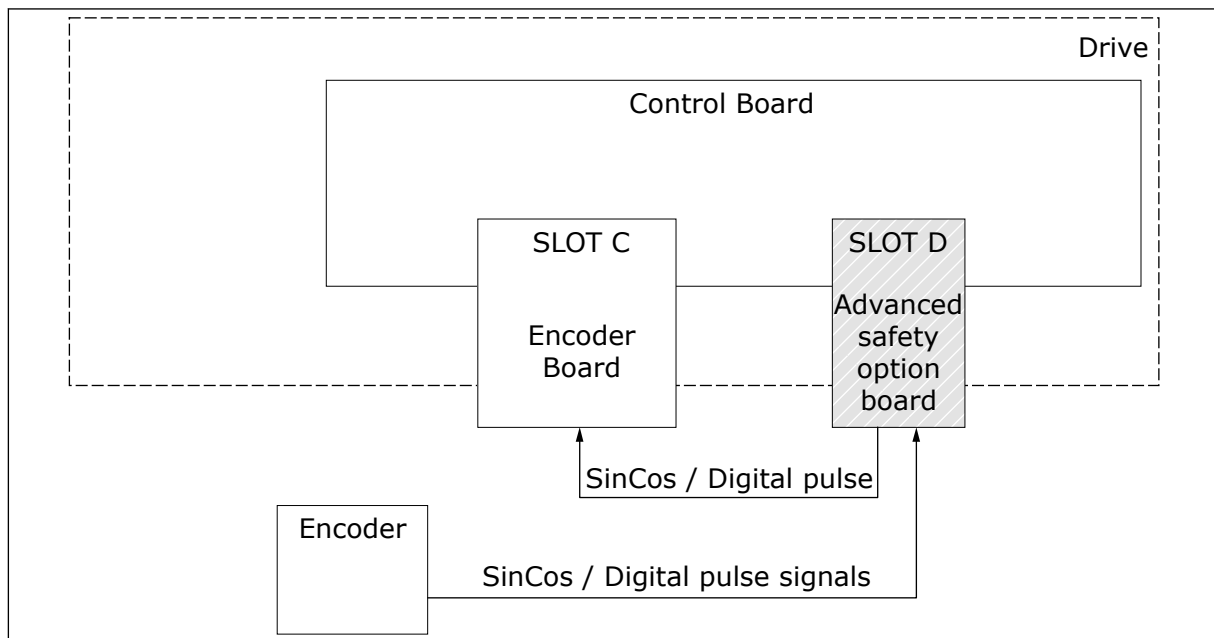 Drive
Control Board
SLOT C
Encoder
Board
SLOT D
Advanced
safety
option
board
SinCos / Digital pulse
Encoder
SinCos / Digital pulse signals